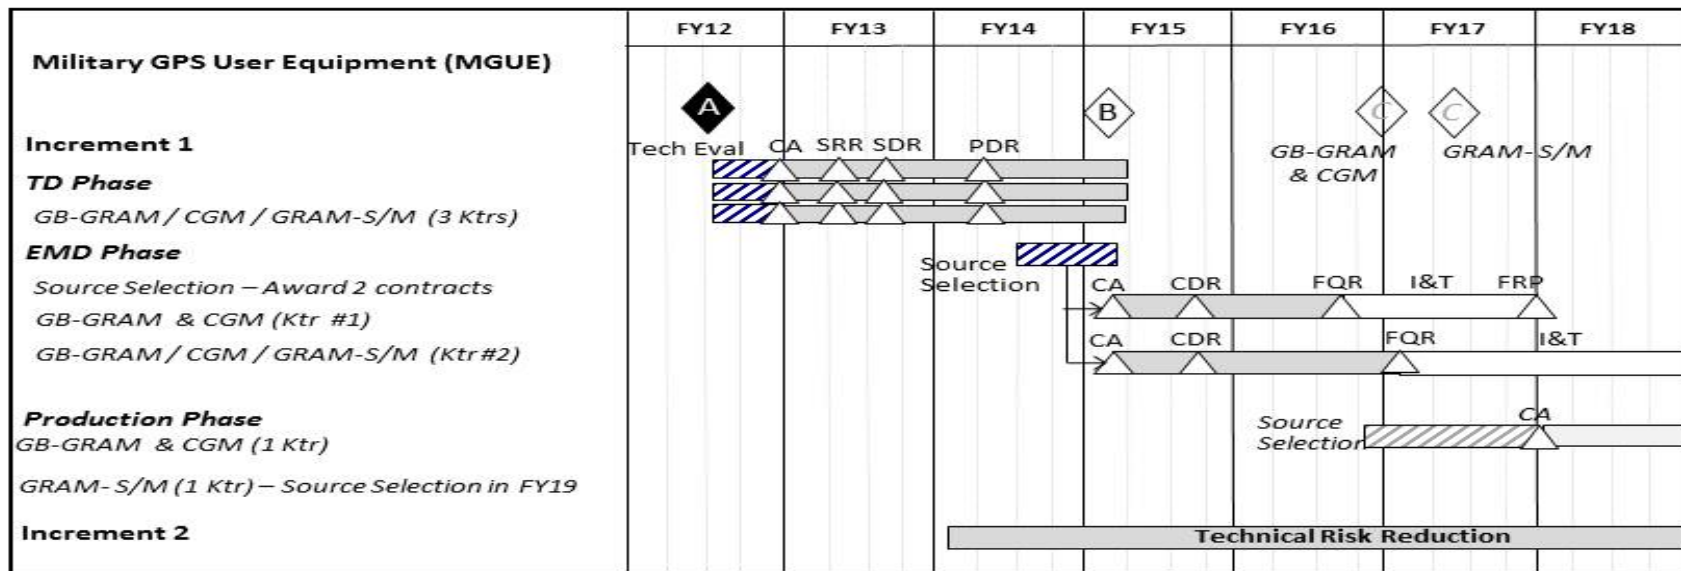 FY12 FY13 FY14 FY15 FY16 FY17 FY18
Military GPS User Equipment (MGUE)
A B C C
Increment 1
Tech Eval CA SRR SDR PDR
GB-GRAM GRAM-S/M
& CGM
TD Phase
GB-GRAM / CGM / GRAM-S/M (3 Ktrs)
EMD Phase
Source
Selection
Source Selection – Award 2 contracts
CA CDR FQR I&T FRP
GB-GRAM & CGM (Ktr #1)
CA CDR FQR I&T
GB-GRAM / CGM / GRAM-S/M (Ktr #2)
Production Phase
CA
Source
Selection
GB-GRAM & CGM (1 Ktr)
GRAM-S/M (1 Ktr) – Source Selection in FY19
Increment 2
Technical Risk Reduction